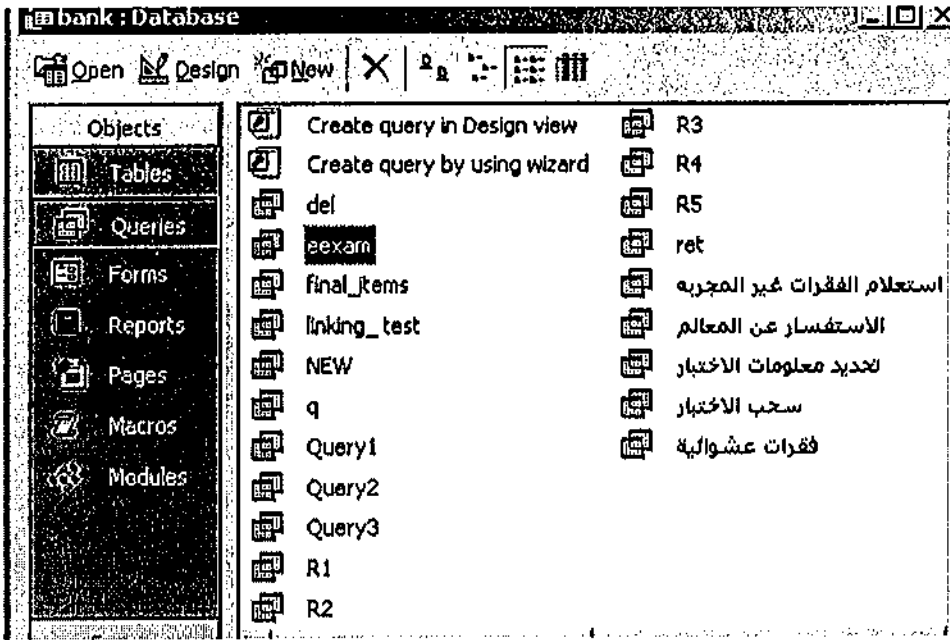 bank : Database
Open Design New
Objects
Tables
Queries
Forms
Reports
Pages
Macros
Modules
Create query in Design view
Create query by using wizard
del
eexam
final_items
linking_test
NEW
q
Query1
Query2
Query3
R1
R2
R3
R4
R5
ret
استعلام الفقرات غير المجربه
الاستفسار عن المعالم
تحديد معلومات الاختبار
سحب الاختبار
فقرات عشوالية